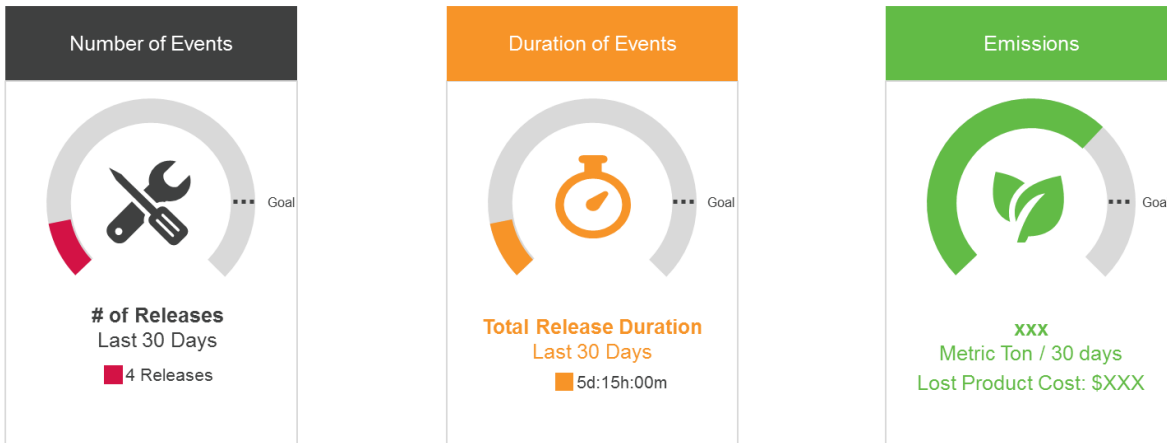 Number of Events
Goal
# of Releases
Last 30 Days
4 Releases
Duration of Events
Goal
Total Release Duration
Last 30 Days
5d:15h:00m
Emissions
Goa
xxx
Metric Ton / 30 days
Lost Product Cost: $XXX